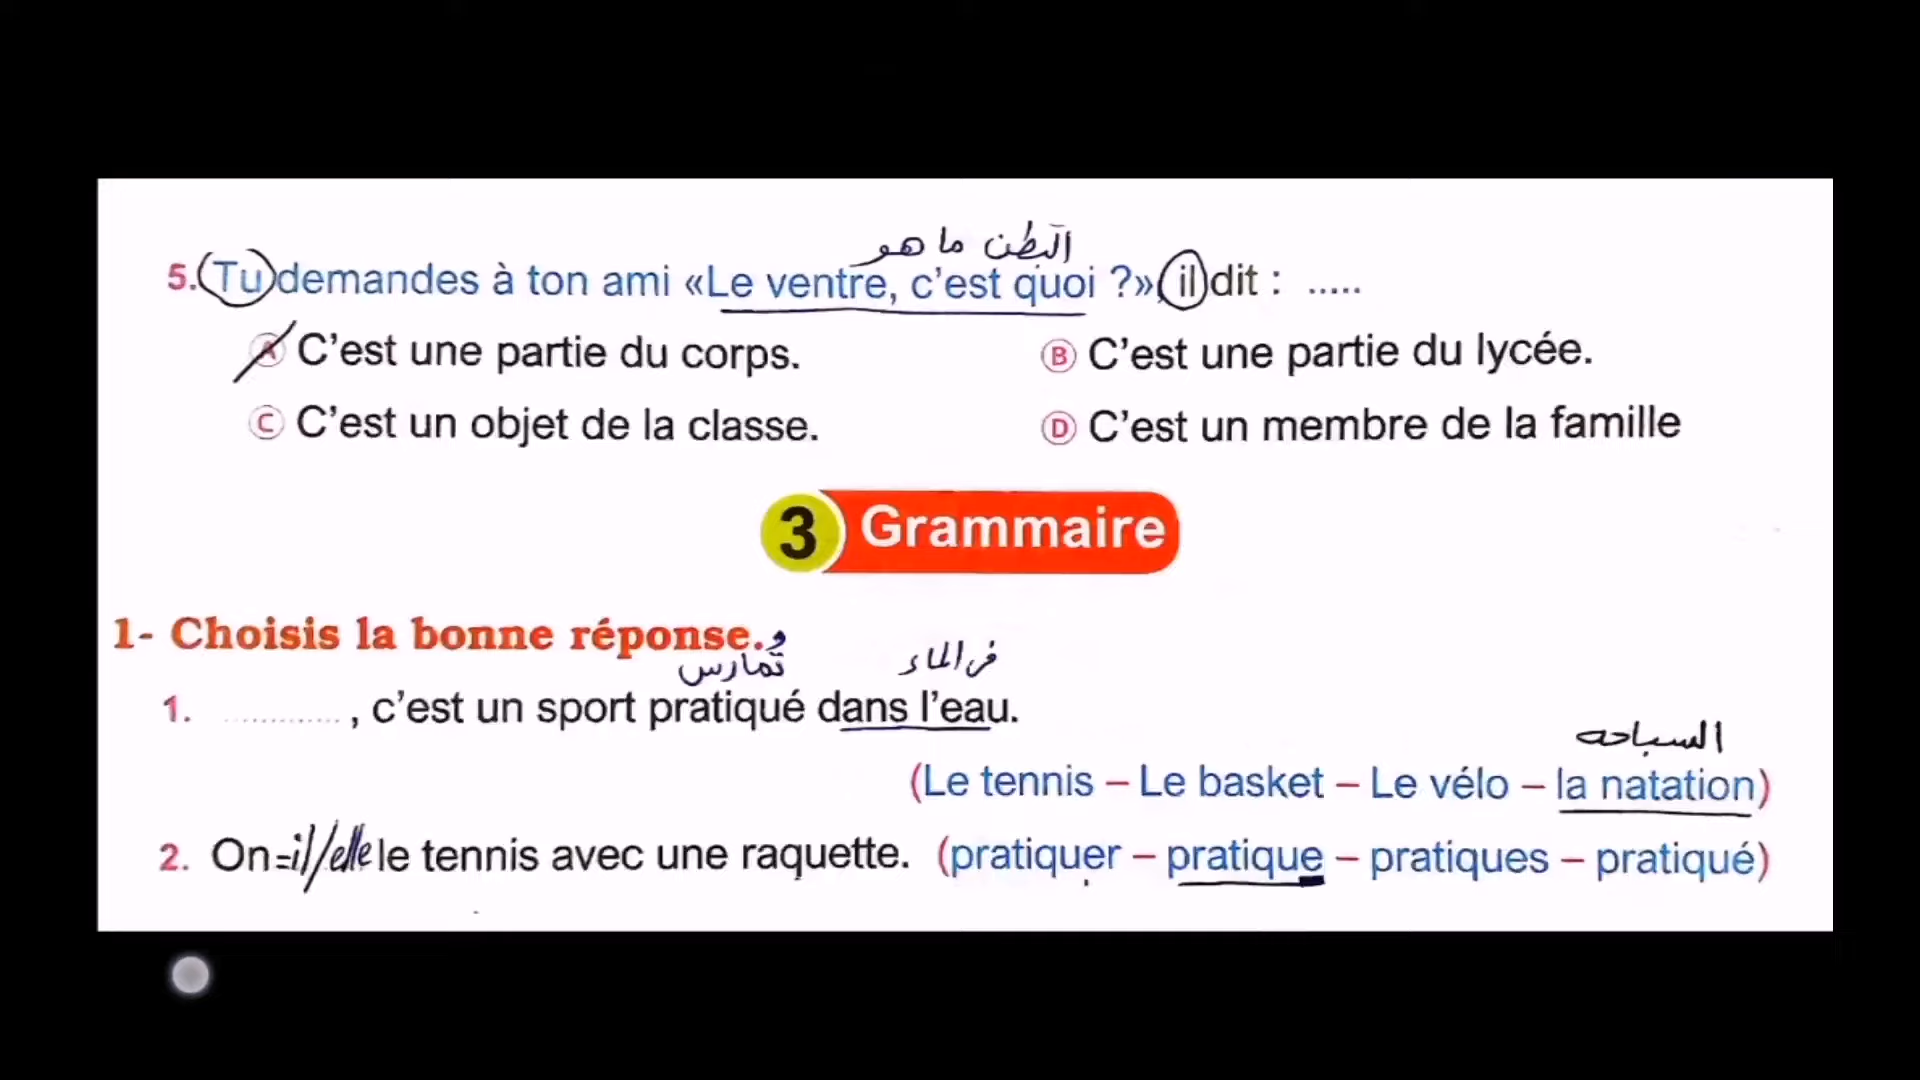 البطن ما هو
5. Tu demandes à ton ami «Le ventre, c'est quoi ?» il dit : .....
A C'est une partie du corps.
B C'est une partie du lycée.
C C'est un objet de la classe.
D C'est un membre de la famille
3 Grammaire
1- Choisis la bonne réponse.
تمارس في الماء
1. ............ , c'est un sport pratiqué dans l'eau.
السباحه
(Le tennis – Le basket – Le vélo – la natation)
2. On =il/elle le tennis avec une raquette. (pratiquer – pratique – pratiques – pratiqué)